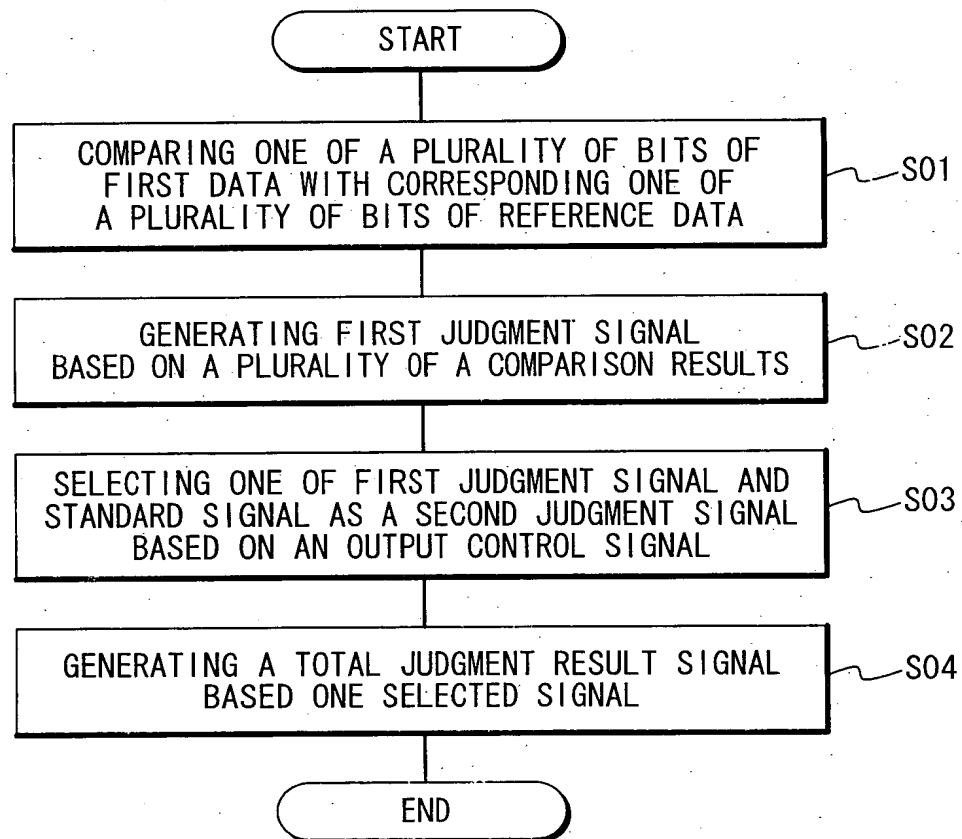 START
COMPARING ONE OF A PLURALITY OF BITS OF
FIRST DATA WITH CORRESPONDING ONE OF
A PLURALITY OF BITS OF REFERENCE DATA
S01
GENERATING FIRST JUDGMENT SIGNAL
BASED ON A PLURALITY OF A COMPARISON RESULTS
S02
SELECTING ONE OF FIRST JUDGMENT SIGNAL AND
STANDARD SIGNAL AS A SECOND JUDGMENT SIGNAL
BASED ON AN OUTPUT CONTROL SIGNAL
S03
GENERATING A TOTAL JUDGMENT RESULT SIGNAL
BASED ONE SELECTED SIGNAL
S04
END